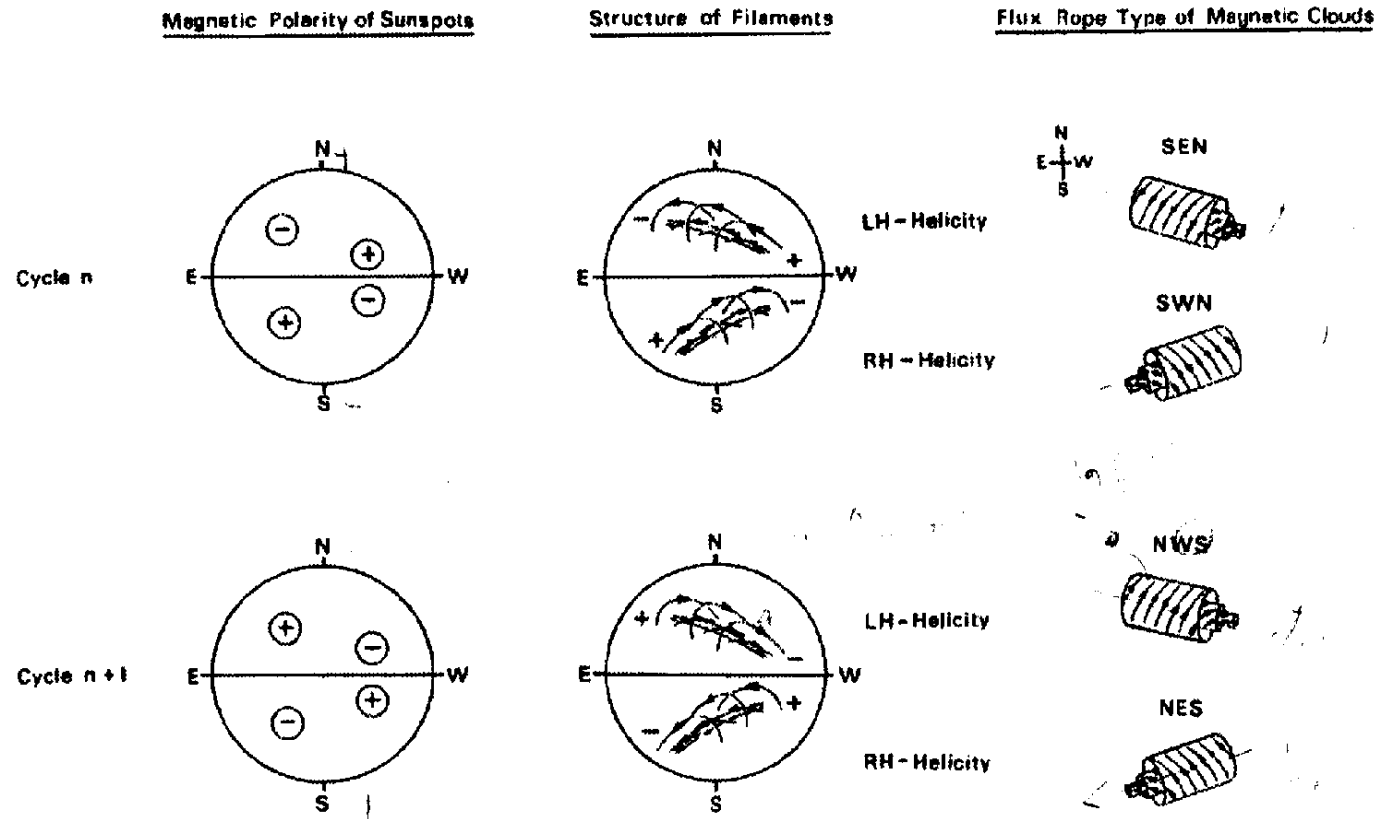 Magnetic Polarity of Sunspots
Structure of Filaments
Flux Rope Type of Magnetic Clouds
Cycle n
N
E
W
S
−
+
+
−
N
E
W
S
−
+
+
−
LH-Helicity
RH-Helicity
N
E W
S
SEN
SWN
Cycle n+1
N
E
W
S
+
−
−
+
N
E
W
S
+
−
−
+
LH-Helicity
RH-Helicity
NWS
NES